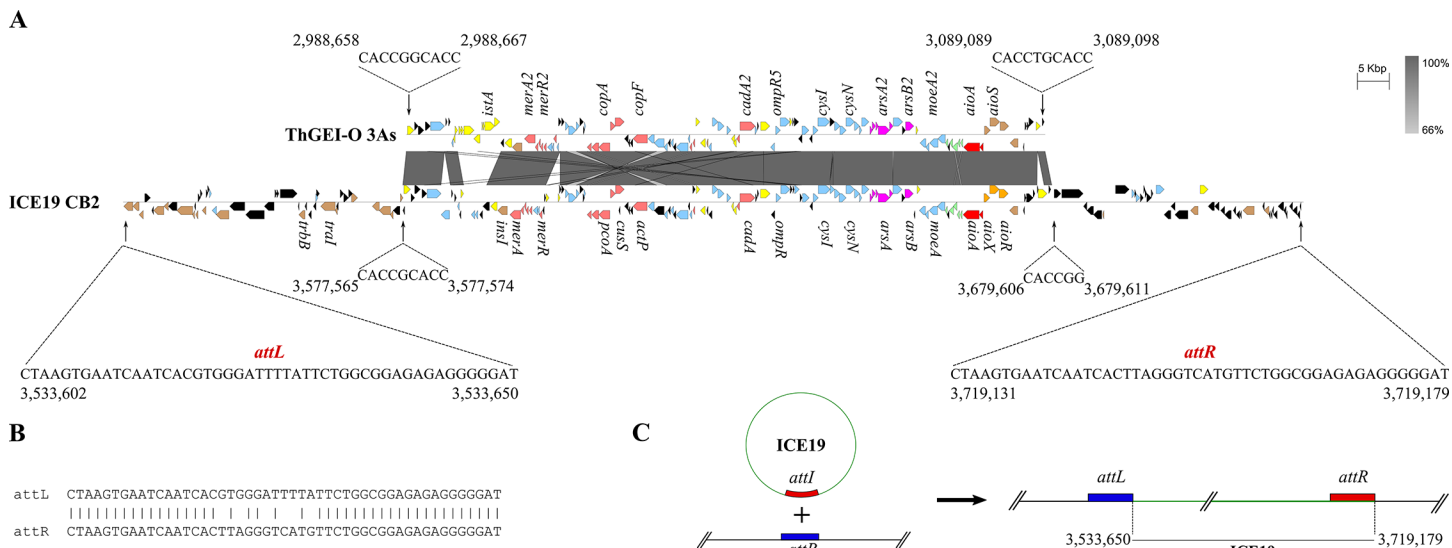 A
2,988,658 2,988,667
CACCGGCACC
3,089,089 3,089,098
CACCTGCACC
5 Kbp
100%
66%
istA merA2 merR2 copA copF cadA2 ompR5 cysI cysN arsA2 arsB2 moeA2 aioA aioS
ThGEI-O 3As
ICE19 CB2
trbB traI insI merA merR pcoA cusS actP cadA ompR cysI cysN arsA arsB moeA aioA aioX aioR
CACCGCACC
3,577,565 3,577,574
CACCGG
3,679,606 3,679,611
attL
CTAAGTGAATCAATCACGTGGGATTTTATTCTGGCGGAGAGAGGGGGAT
3,533,602 3,533,650
attR
CTAAGTGAATCAATCACTTAGGGTCATGTTCTGGCGGAGAGAGGGGGAT
3,719,131 3,719,179
B
attL CTAAGTGAATCAATCACGTGGGATTTTATTCTGGCGGAGAGAGGGGGAT
attR CTAAGTGAATCAATCACTTAGGGTCATGTTCTGGCGGAGAGAGGGGGAT
C
ICE19
attI
+
attL attR
3,533,650 3,719,179